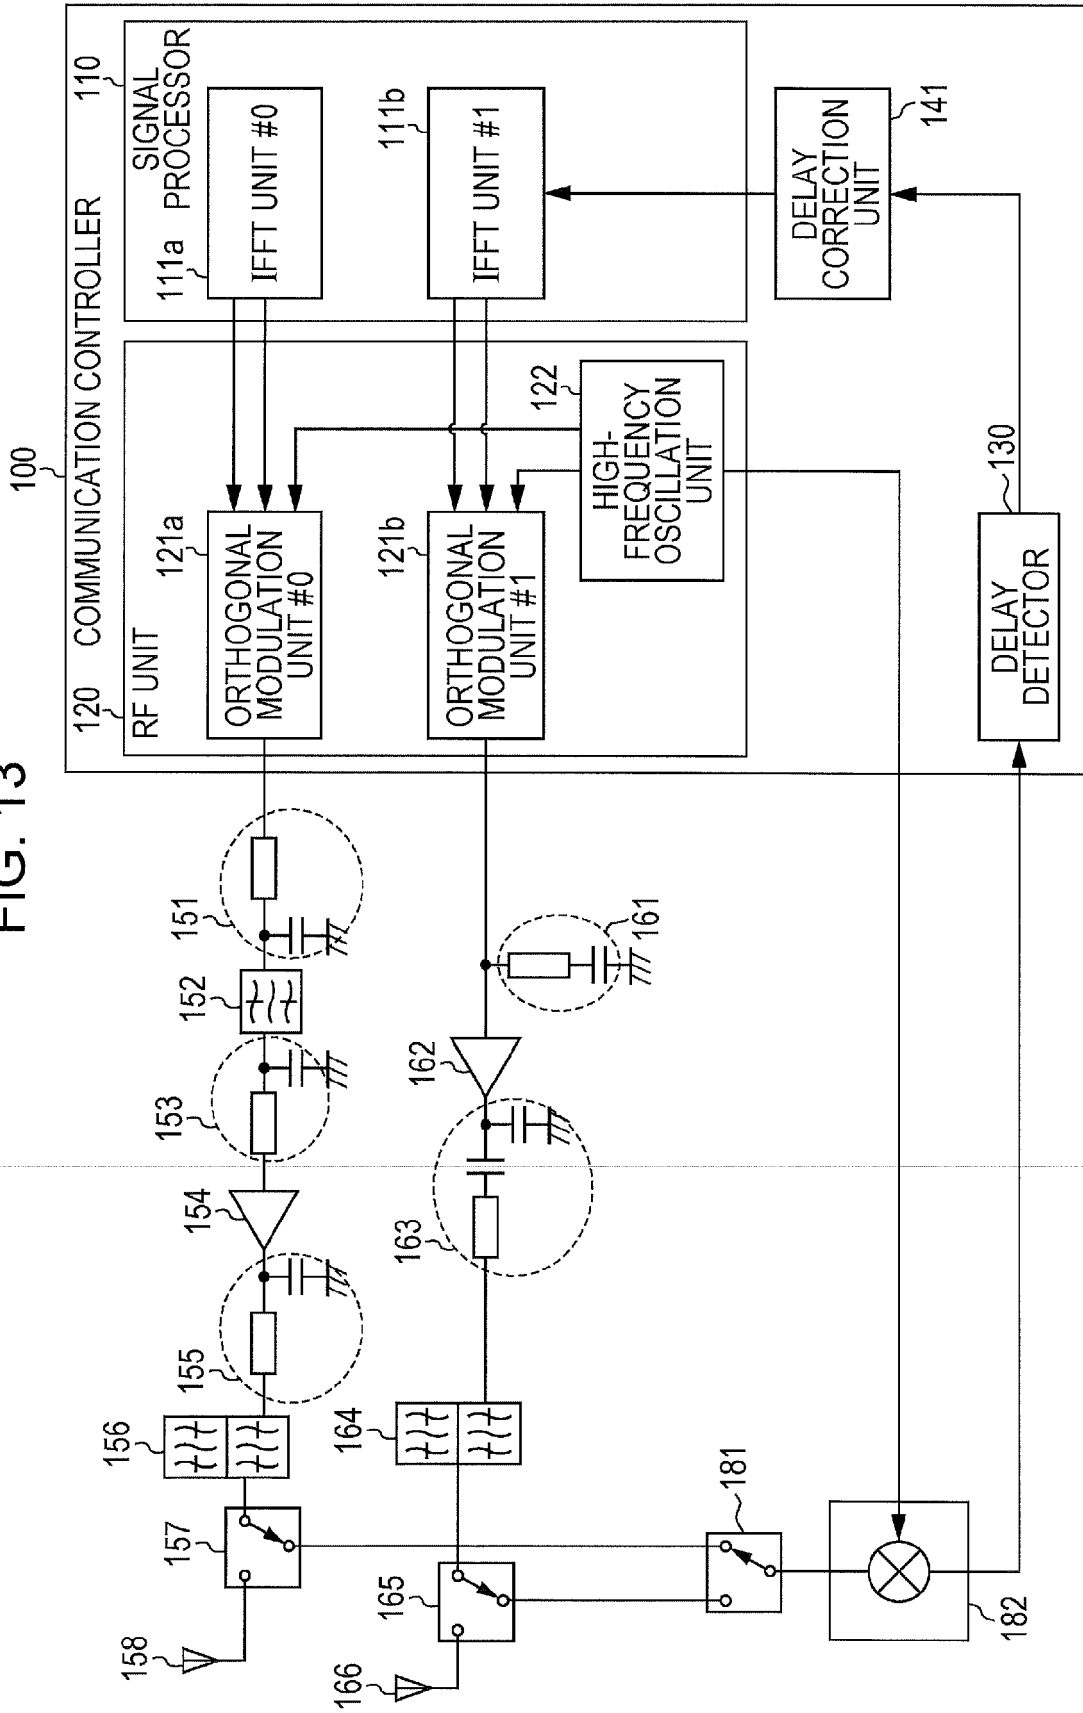 FIG. 13
100
COMMUNICATION CONTROLLER
120
RF UNIT
110
SIGNAL
PROCESSOR
111a
IFFT UNIT #0
111b
IFFT UNIT #1
121a
ORTHOGONAL
MODULATION
UNIT #0
121b
ORTHOGONAL
MODULATION
UNIT #1
122
HIGH-
FREQUENCY
OSCILLATION
UNIT
141
DELAY
CORRECTION
UNIT
130
DELAY
DETECTOR
158
157
156
155
154
153
152
151
166
165
164
163
162
161
181
182